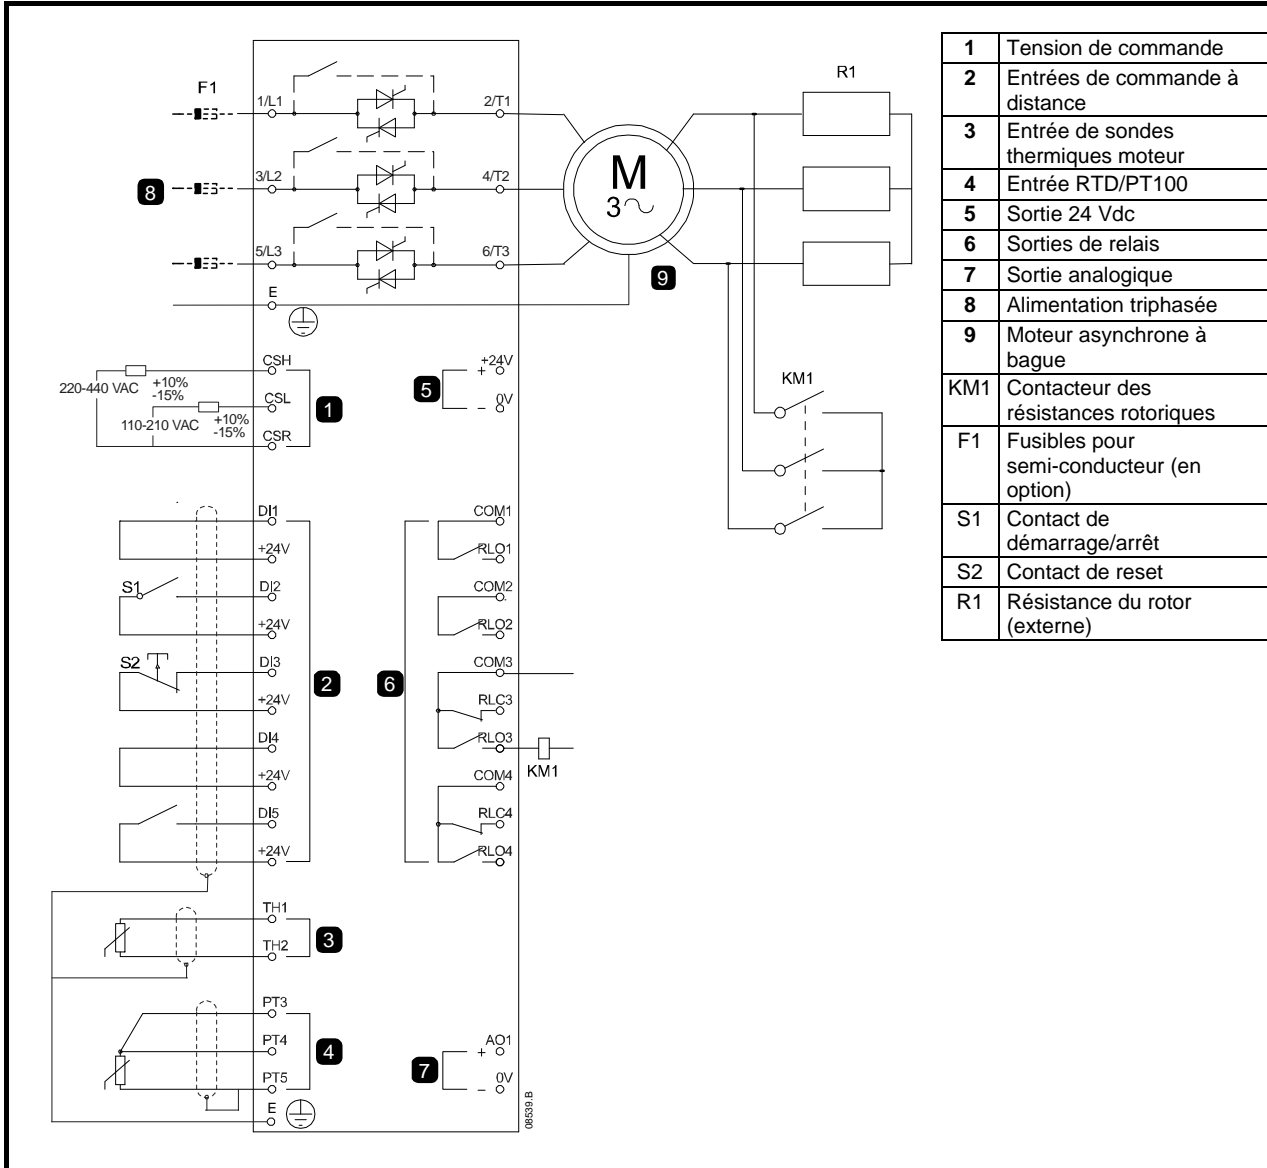 F1
1/L1
2/T1
3/L2
4/T2
5/L3
6/T3
E
8
M
3
9
R1
KM1
CSH
220-440 VAC
+10%
-15%
CSL
110-210 VAC
+10%
-15%
CSR
1
+24V
+
5
0V
–
DI1
+24V
S1
DI2
+24V
S2
DI3
+24V
DI4
+24V
DI5
+24V
2
6
COM1
RLO1
COM2
RLO2
COM3
RLC3
RLO3
KM1
COM4
RLC4
RLO4
TH1
TH2
3
PT3
PT4
PT5
E
4
AO1
+
7
0V
–
08539.B
1 Tension de commande
2 Entrées de commande à
distance
3 Entrée de sondes
thermiques moteur
4 Entrée RTD/PT100
5 Sortie 24 Vdc
6 Sorties de relais
7 Sortie analogique
8 Alimentation triphasée
9 Moteur asynchrone à
bague
KM1 Contacteur des
résistances rotoriques
F1 Fusibles pour
semi-conducteur (en
option)
S1 Contact de
démarrage/arrêt
S2 Contact de reset
R1 Résistance du rotor
(externe)